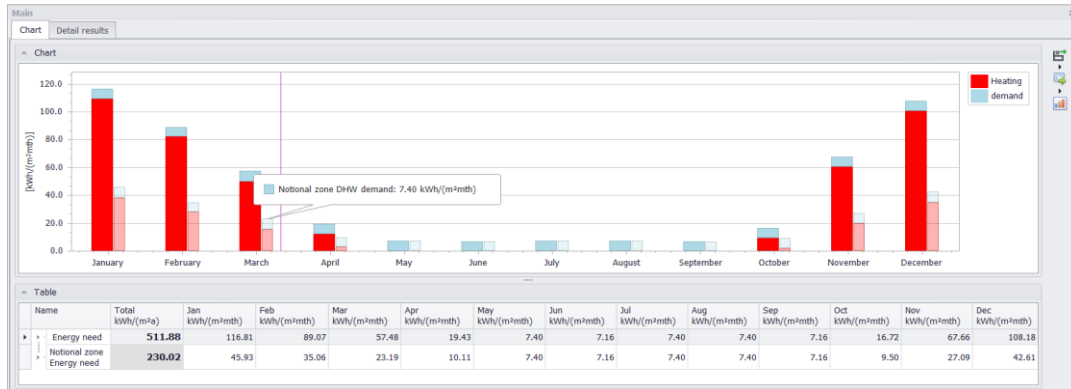 Main
Chart Detail results
Chart
120.0
100.0
80.0
60.0
40.0
20.0
0.0
[kWh/(m²mth)]
Heating
demand
Notional zone DHW demand: 7.40 kWh/(m²mth)
January February March April May June July August September October November December
Table
Name Total Jan Feb Mar Apr May Jun Jul Aug Sep Oct Nov Dec
kWh/(m²a) kWh/(m²mth) kWh/(m²mth) kWh/(m²mth) kWh/(m²mth) kWh/(m²mth) kWh/(m²mth) kWh/(m²mth) kWh/(m²mth) kWh/(m²mth) kWh/(m²mth) kWh/(m²mth) kWh/(m²mth)
Energy need 511.88 116.81 89.07 57.48 19.43 7.40 7.16 7.40 7.40 7.16 16.72 67.66 108.18
Notional zone
Energy need 230.02 45.93 35.06 23.19 10.11 7.40 7.16 7.40 7.40 7.16 9.50 27.09 42.61